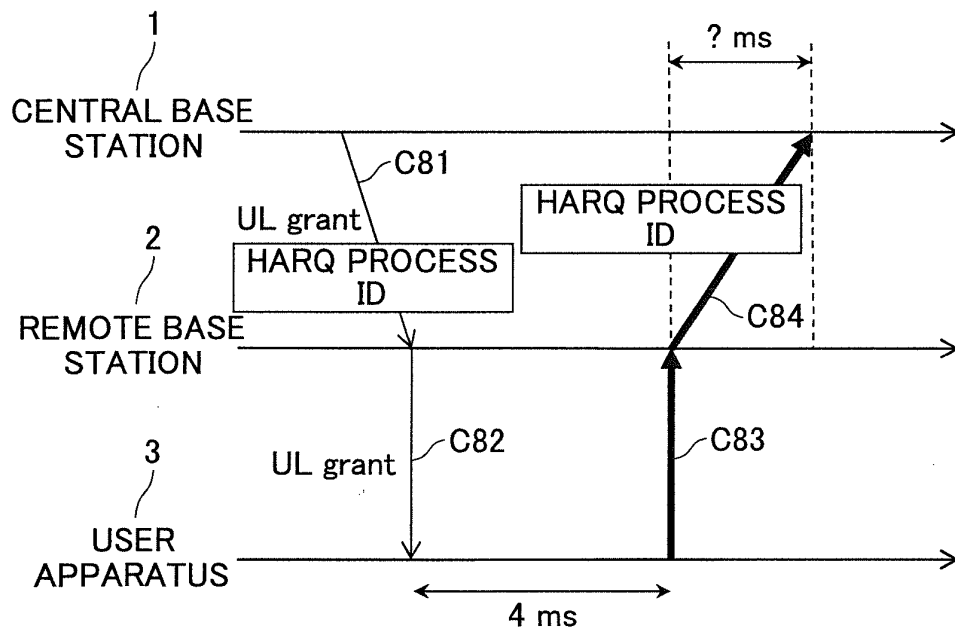 1
? ms
CENTRAL BASE
STATION
C81
UL grant
HARQ PROCESS
ID
HARQ PROCESS
ID
2
C84
REMOTE BASE
STATION
C82
C83
UL grant
3
USER
APPARATUS
4 ms